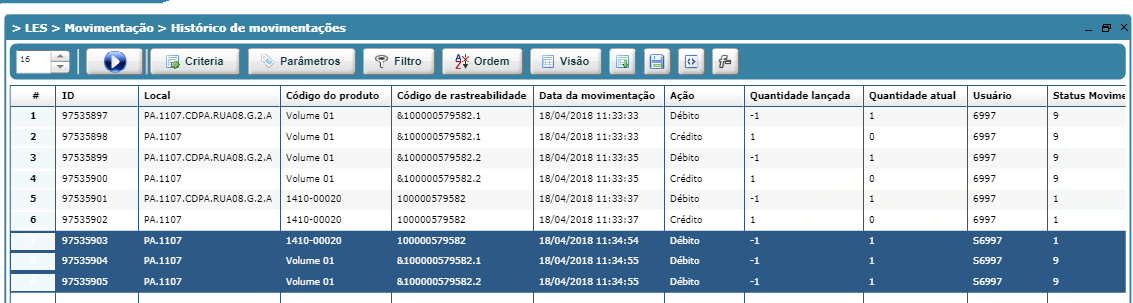 > LES > Movimentação > Histórico de movimentações
16 Criteria Parâmetros Filtro Ordem Visão
# ID Local Código do produto Código de rastreabilidade Data da movimentação Ação Quantidade lançada Quantidade atual Usuário Status Movime
1 97535897 PA.1107.CDPA.RUA08.G.2.A Volume 01 &100000579582.1 18/04/2018 11:33:33 Débito -1 1 6997 9
2 97535898 PA.1107 Volume 01 &100000579582.1 18/04/2018 11:33:33 Crédito 1 0 6997 9
3 97535899 PA.1107.CDPA.RUA08.G.2.A Volume 01 &100000579582.2 18/04/2018 11:33:35 Débito -1 1 6997 9
4 97535900 PA.1107 Volume 01 &100000579582.2 18/04/2018 11:33:35 Crédito 1 0 6997 9
5 97535901 PA.1107.CDPA.RUA08.G.2.A 1410-00020 100000579582 18/04/2018 11:33:37 Débito -1 1 6997 1
6 97535902 PA.1107 1410-00020 100000579582 18/04/2018 11:33:37 Crédito 1 0 6997 1
7 97535903 PA.1107 1410-00020 100000579582 18/04/2018 11:34:54 Débito -1 1 S6997 1
97535904 PA.1107 Volume 01 &100000579582.1 18/04/2018 11:34:55 Débito -1 1 S6997 9
97535905 PA.1107 Volume 01 &100000579582.2 18/04/2018 11:34:55 Débito -1 1 S6997 9